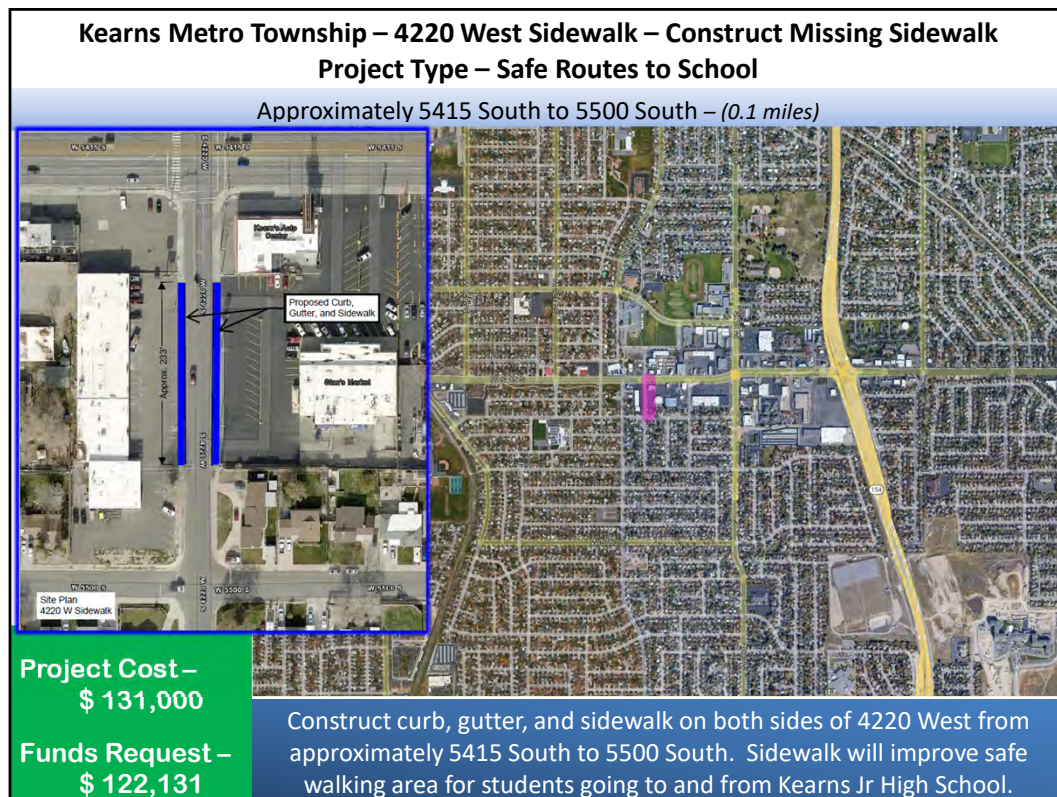 Kearns Metro Township – 4220 West Sidewalk – Construct Missing Sidewalk
Project Type – Safe Routes to School
Approximately 5415 South to 5500 South – (0.1 miles)
W 5415 S
S 4220 W
W 5415 S
W 5415 S
Kearn's Auto
Center
S 4220 W
Proposed Curb,
Gutter, and Sidewalk
Approx. 233'
Star's Market
S 4220 W
W 5500 S
S 4220 W
W 5500 S
W 5500 S
Site Plan
4220 W Sidewalk
154
Project Cost –
$ 131,000
Funds Request –
$ 122,131
Construct curb, gutter, and sidewalk on both sides of 4220 West from
approximately 5415 South to 5500 South. Sidewalk will improve safe
walking area for students going to and from Kearns Jr High School.